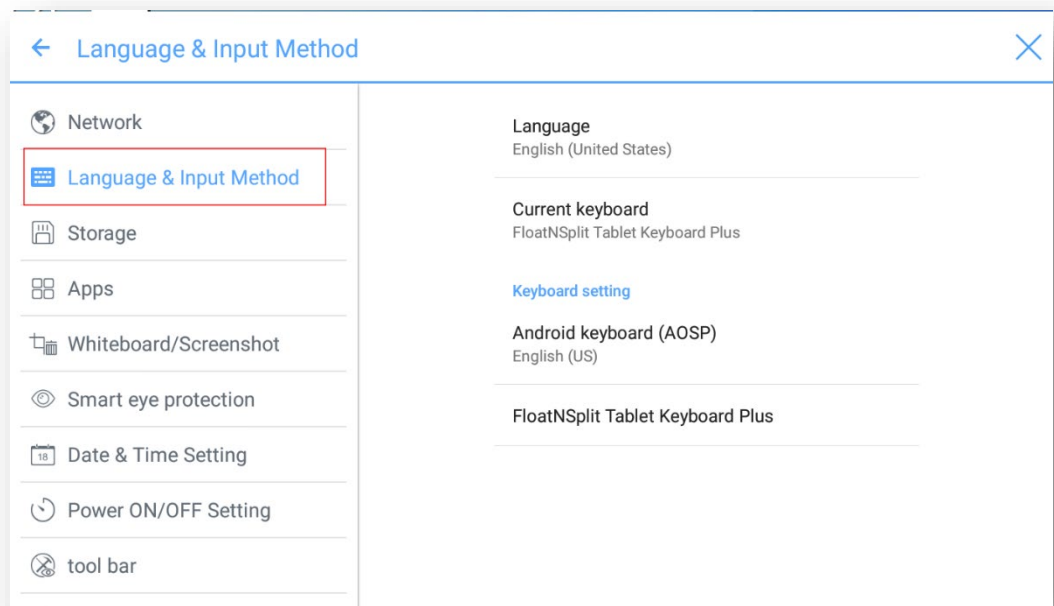 Language & Input Method
Network
Language & Input Method
Storage
Apps
Whiteboard/Screenshot
Smart eye protection
18
Date & Time Setting
Power ON/OFF Setting
tool bar
Language
English (United States)
Current keyboard
FloatNSplit Tablet Keyboard Plus
Keyboard setting
Android keyboard (AOSP)
English (US)
FloatNSplit Tablet Keyboard Plus